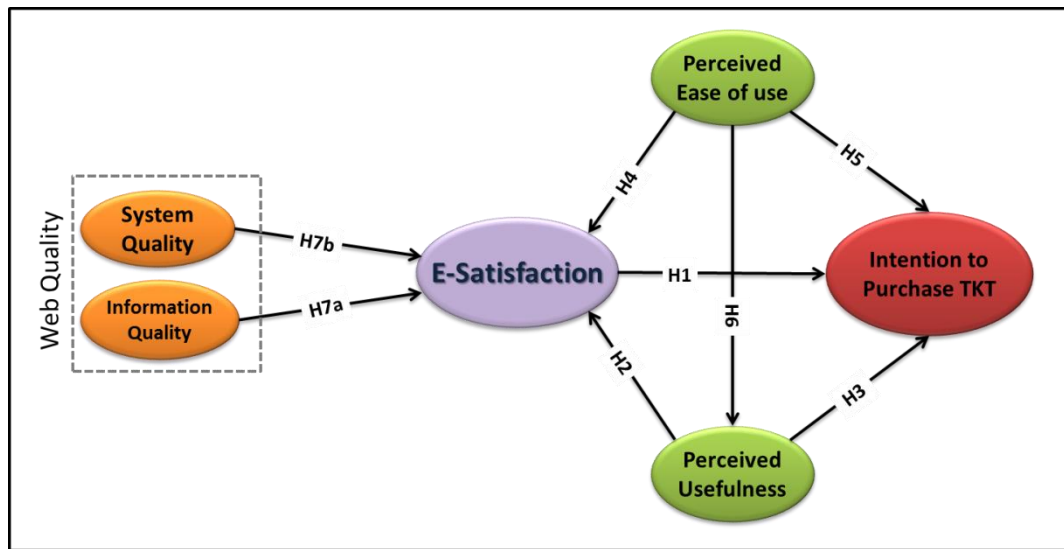 Web Quality
System
Quality
Information
Quality
H7b
H7a
E-Satisfaction
Perceived
Ease of use
H4
H5
H1
H6
H2
H3
Intention to
Purchase TKT
Perceived
Usefulness